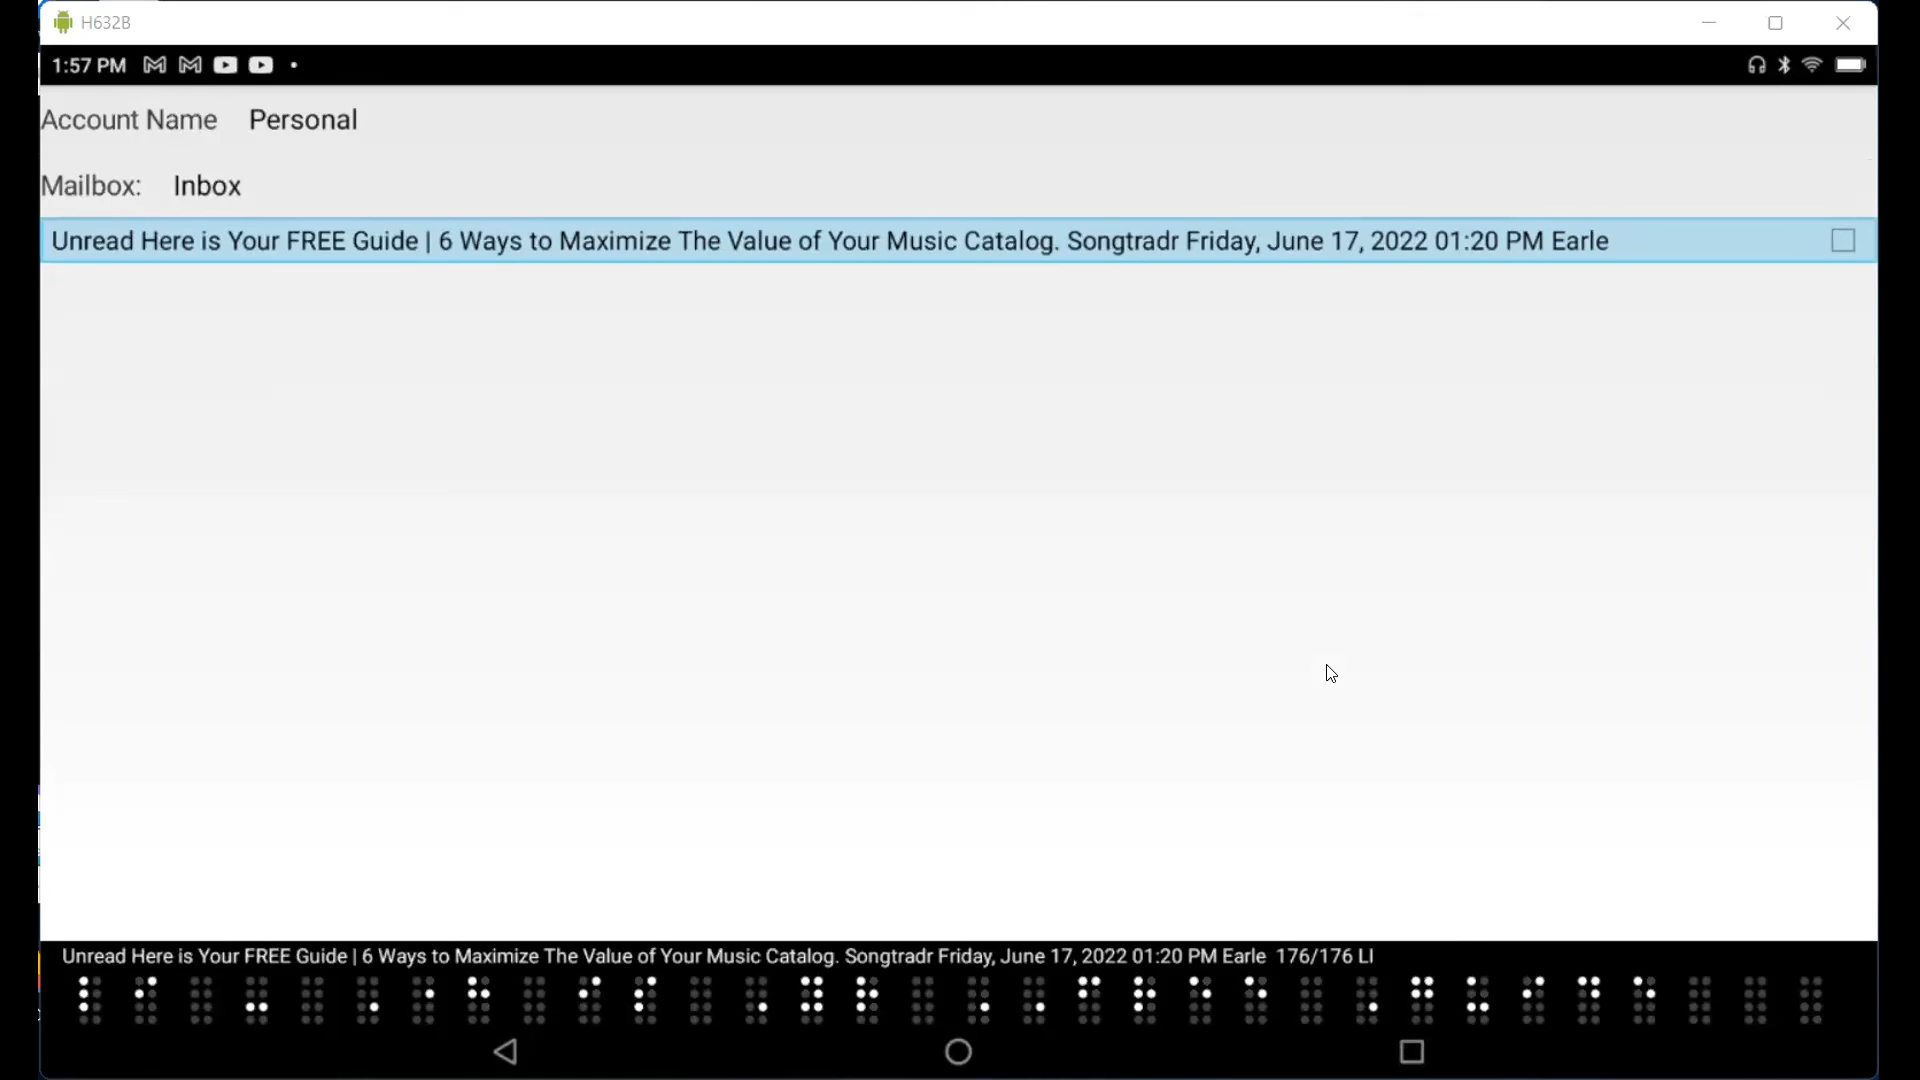 H632B
1:57 PM
Account Name Personal
Mailbox: Inbox
Unread Here is Your FREE Guide | 6 Ways to Maximize The Value of Your Music Catalog. Songtradr Friday, June 17, 2022 01:20 PM Earle
Unread Here is Your FREE Guide | 6 Ways to Maximize The Value of Your Music Catalog. Songtradr Friday, June 17, 2022 01:20 PM Earle 176/176 LI